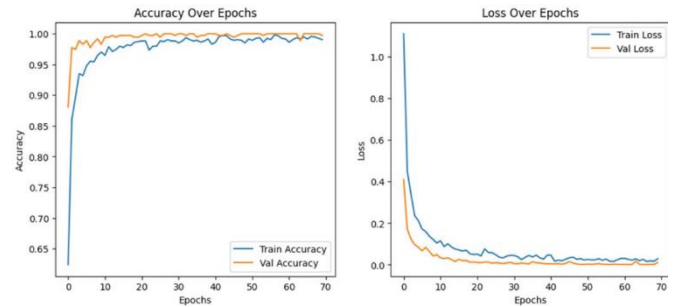 Accuracy Over Epochs
1.00
0.95
0.90
0.85
0.80
0.75
0.70
0.65
Accuracy
0 10 20 30 40 50 60 70
Epochs
Train Accuracy
Val Accuracy
Loss Over Epochs
1.0
0.8
0.6
0.4
0.2
0.0
Loss
0 10 20 30 40 50 60 70
Epochs
Train Loss
Val Loss